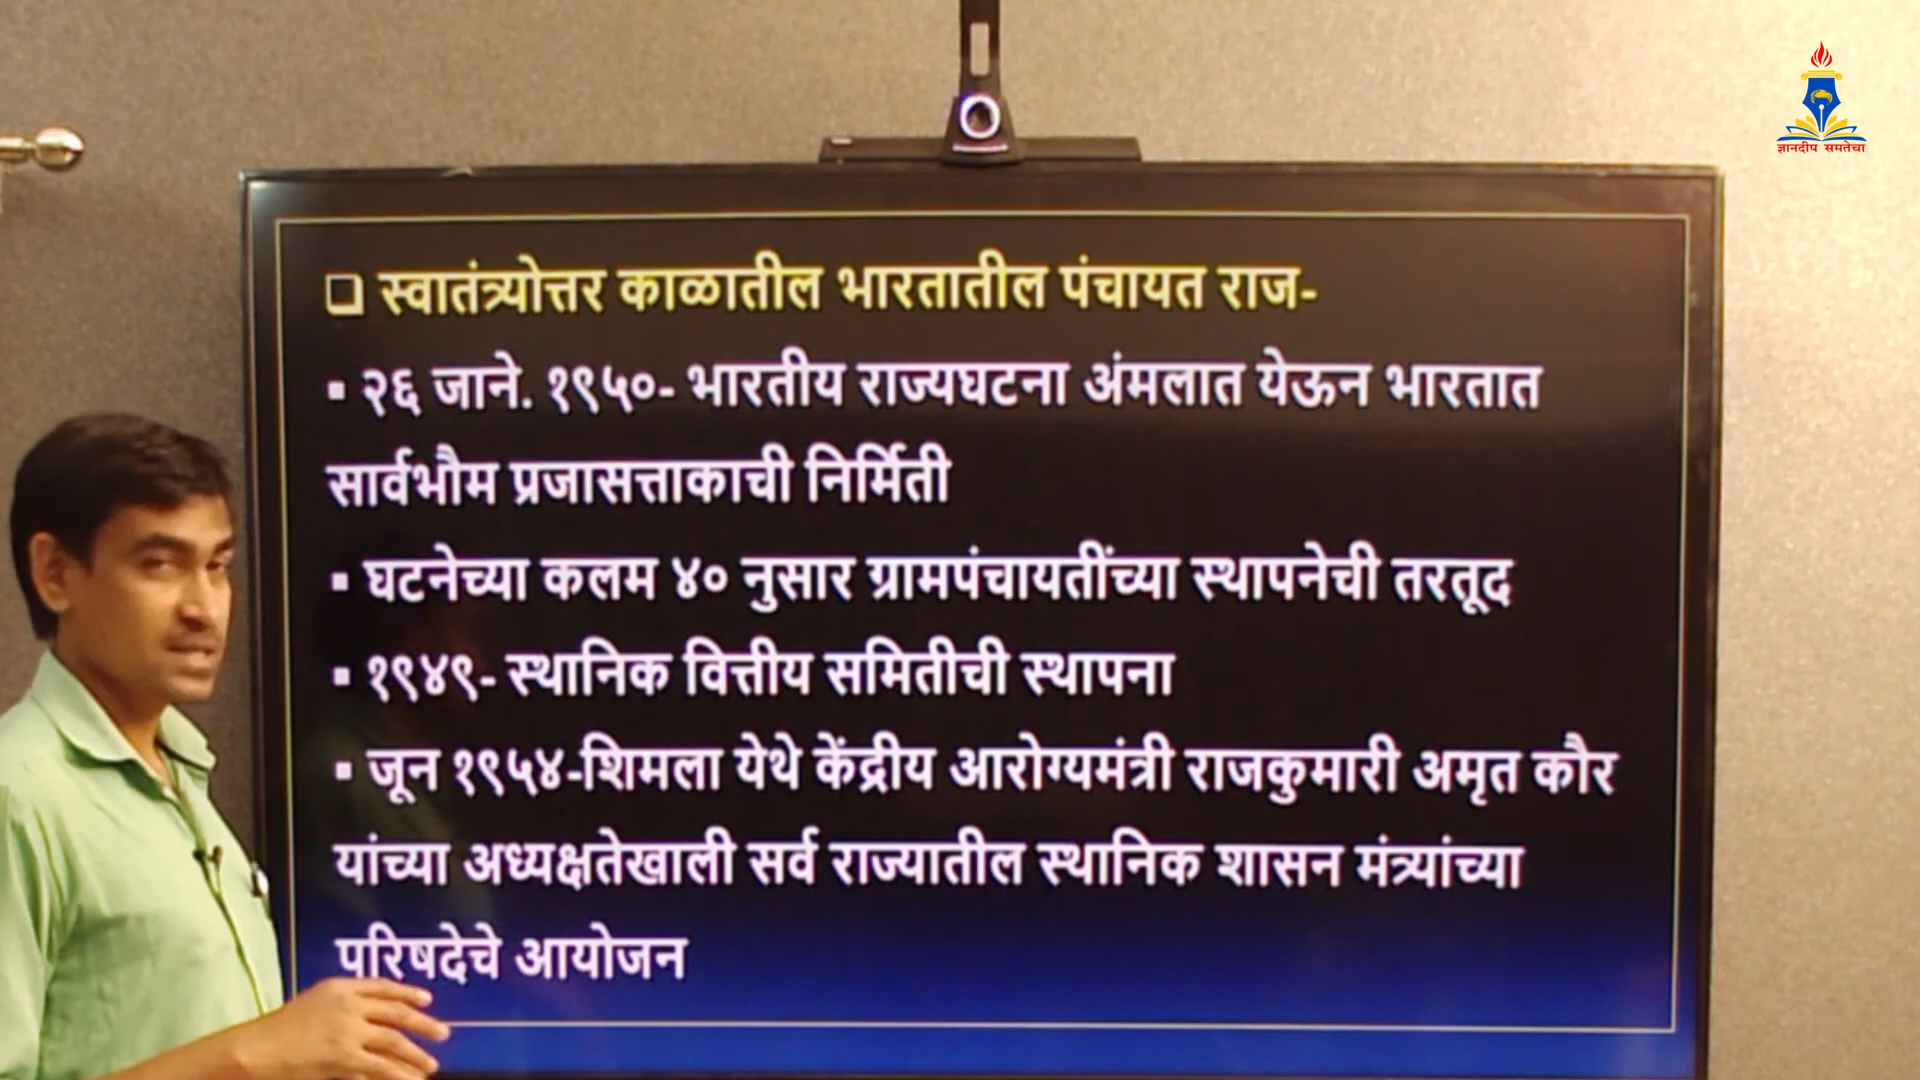 ज्ञानदीप समतेचा
❑ स्वातंत्र्योत्तर काळातील भारतातील पंचायत राज-
▪ २६ जाने. १९५०- भारतीय राज्यघटना अंमलात येऊन भारतात
सार्वभौम प्रजासत्ताकाची निर्मिती
▪ घटनेच्या कलम ४० नुसार ग्रामपंचायतींच्या स्थापनेची तरतूद
▪ १९४९- स्थानिक वित्तीय समितीची स्थापना
▪ जून १९५४-शिमला येथे केंद्रीय आरोग्यमंत्री राजकुमारी अमृत कौर
यांच्या अध्यक्षतेखाली सर्व राज्यातील स्थानिक शासन मंत्र्यांच्या
परिषदेचे आयोजन